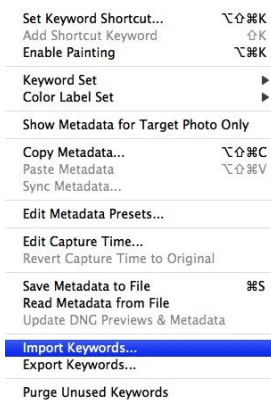 Set Keyword Shortcut... ⌥⇧⌘K
Add Shortcut Keyword ⇧K
Enable Painting ⌥⌘K
Keyword Set
Color Label Set
Show Metadata for Target Photo Only
Copy Metadata... ⌥⇧⌘C
Paste Metadata ⌥⇧⌘V
Sync Metadata...
Edit Metadata Presets...
Edit Capture Time...
Revert Capture Time to Original
Save Metadata to File ⌘S
Read Metadata from File
Update DNG Previews & Metadata
Import Keywords...
Export Keywords...
Purge Unused Keywords